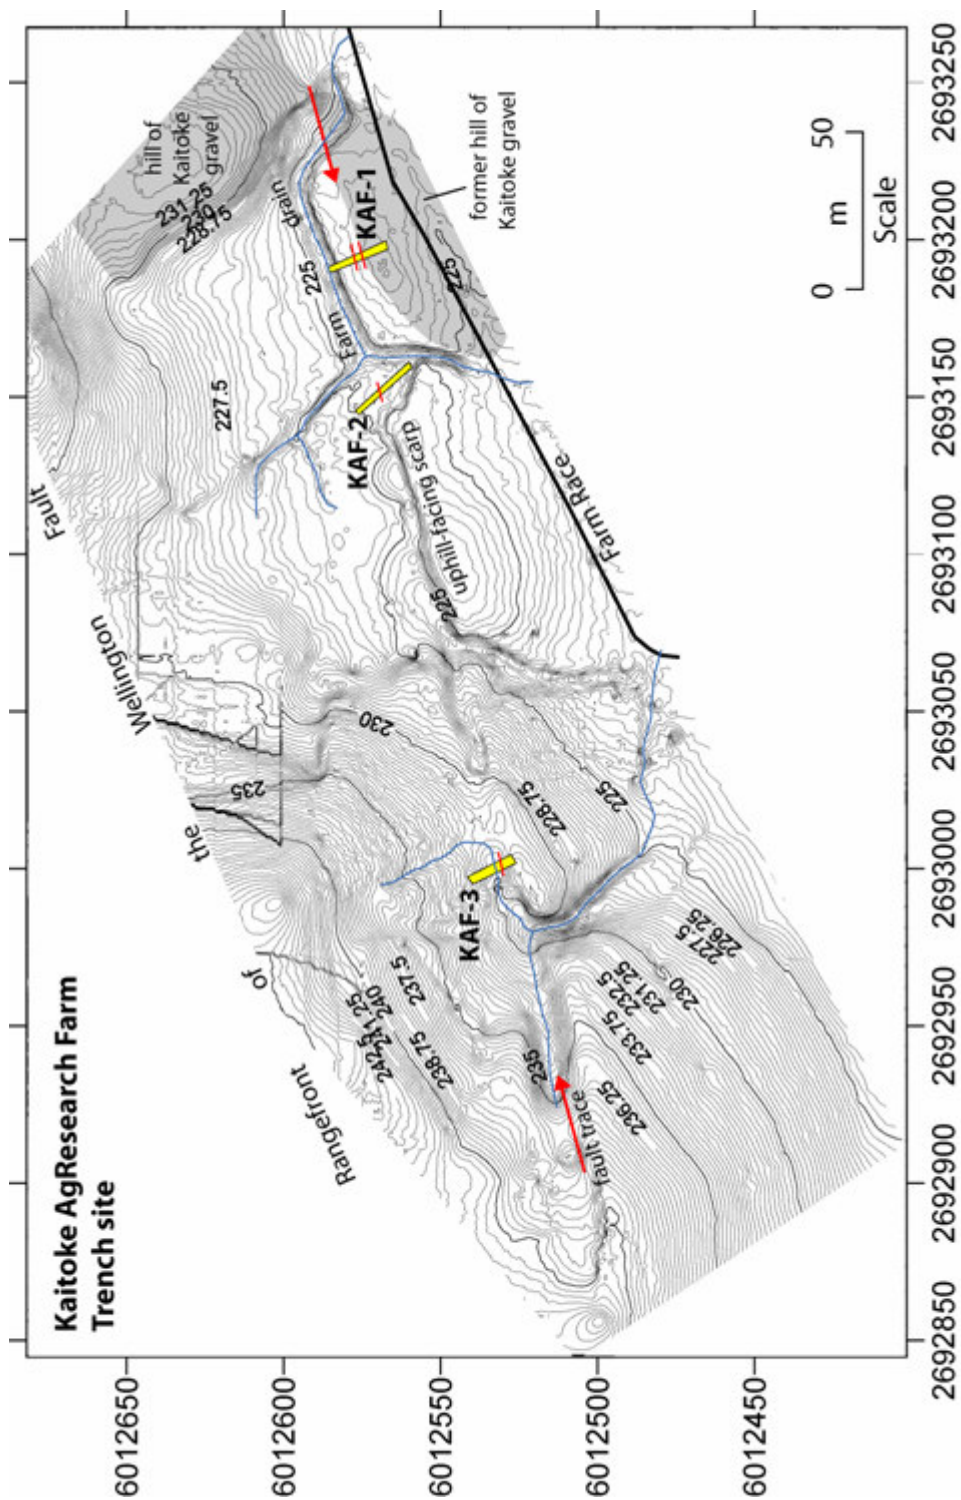 Kaitoke AgResearch Farm
Trench site
Rangefront
of
the
Wellington
Fault
hill of
Kaitoke
gravel
231.25
230
228.75
227.5
225
Farm
drain
KAF-1
former hill of
Kaitoke gravel
225
KAF-2
uphill-facing scarp
225
Farm Race
235
230
228.75
225
KAF-3
242.5
241.25
240
238.75
237.5
235
fault trace
236.25
233.75
232.5
231.25
230
227.5
226.25
0
m
50
Scale
6012650
6012600
6012550
6012500
6012450
2692850
2692900
2692950
2693000
2693050
2693100
2693150
2693200
2693250